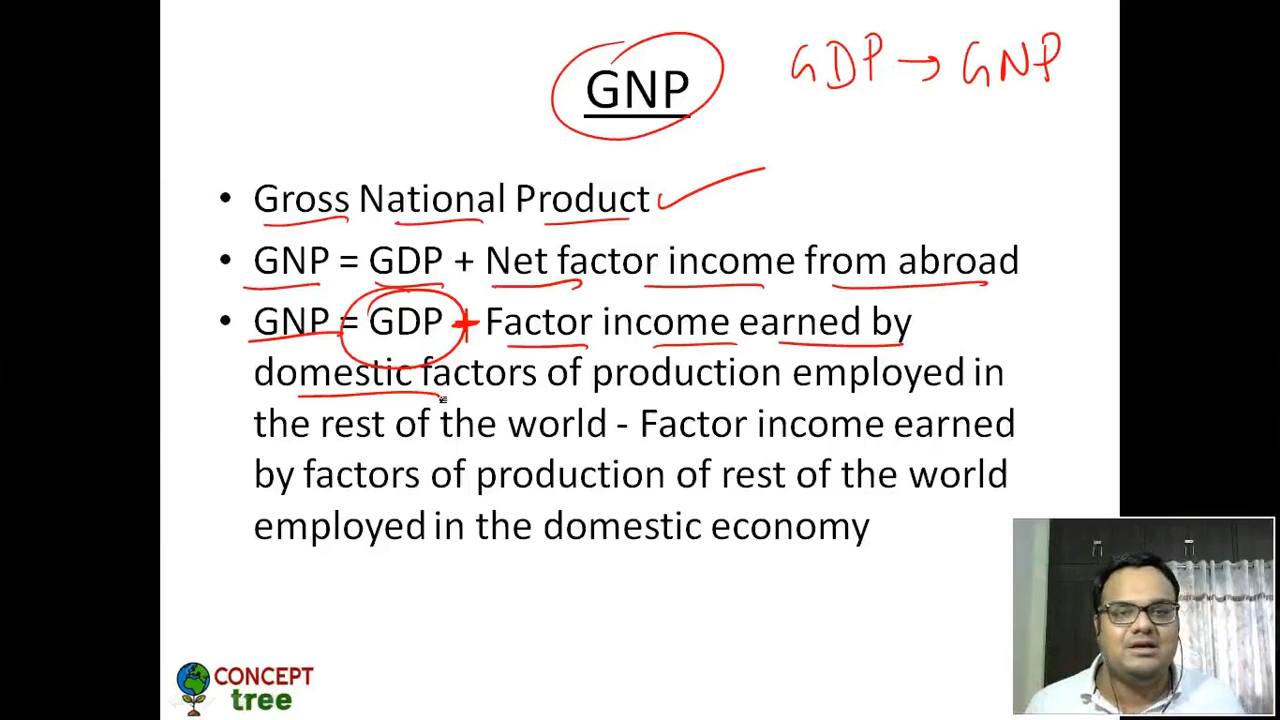 GNP
GDP → GNP
• Gross National Product
• GNP = GDP + Net factor income from abroad
• GNP = GDP + Factor income earned by
domestic factors of production employed in
the rest of the world - Factor income earned
by factors of production of rest of the world
employed in the domestic economy
CONCEPT
tree